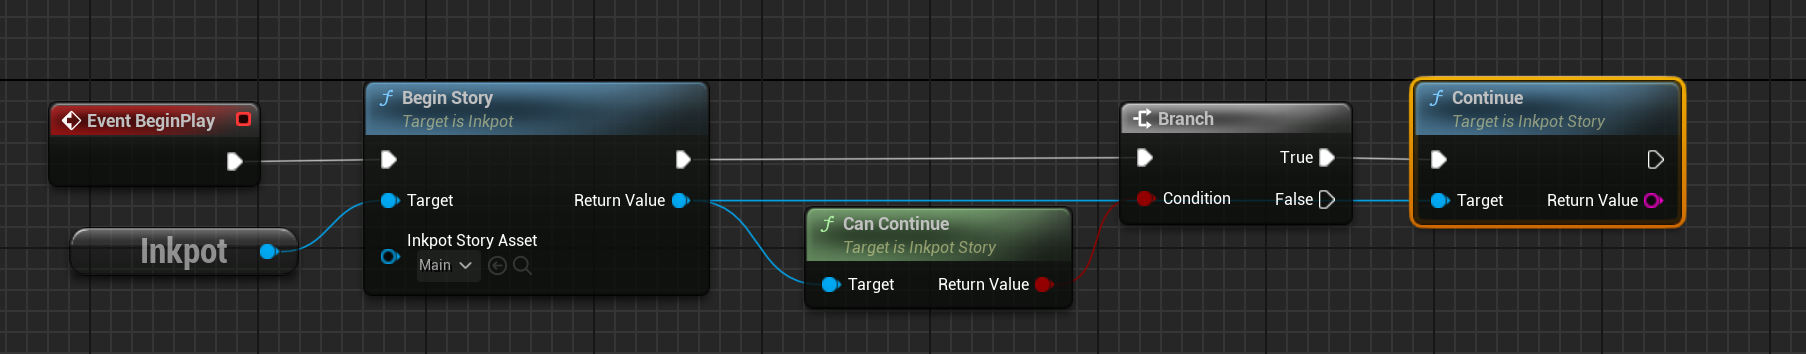 Event BeginPlay
Inkpot
Begin Story
Target is Inkpot
Target
Return Value
Inkpot Story Asset
Main
Can Continue
Target is Inkpot Story
Target
Return Value
Branch
True
Condition
False
Continue
Target is Inkpot Story
Target
Return Value